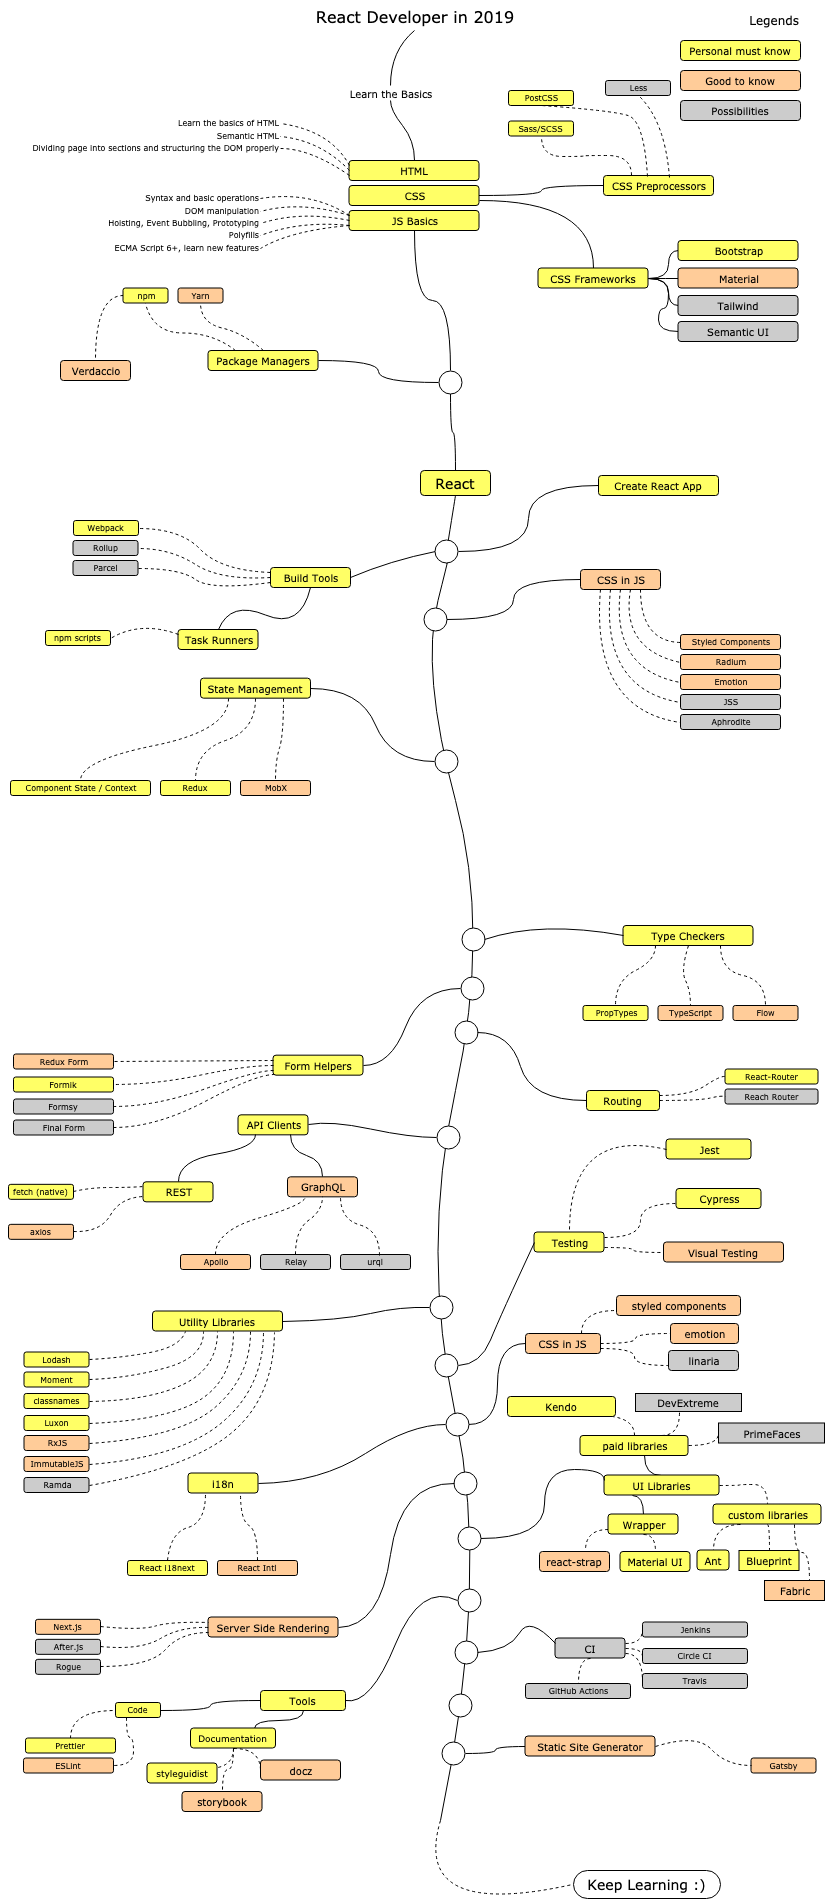 React Developer in 2019
Legends
Personal must know
Good to know
Possibilities
Learn the Basics
PostCSS
Less
Sass/SCSS
CSS Preprocessors
Learn the basics of HTML
Semantic HTML
Dividing page into sections and structuring the DOM properly
HTML
CSS
JS Basics
Syntax and basic operations
DOM manipulation
Hoisting, Event Bubbling, Prototyping
Polyfills
ECMA Script 6+, learn new features
CSS Frameworks
Bootstrap
Material
Tailwind
Semantic UI
npm
Yarn
Verdaccio
Package Managers
React
Create React App
Webpack
Rollup
Parcel
Build Tools
npm scripts
Task Runners
CSS in JS
Styled Components
Radium
Emotion
JSS
Aphrodite
State Management
Component State / Context
Redux
MobX
Type Checkers
PropTypes
TypeScript
Flow
Redux Form
Formik
Formsy
Final Form
Form Helpers
Routing
React-Router
Reach Router
API Clients
REST
GraphQL
fetch (native)
axios
Apollo
Relay
urql
Jest
Cypress
Testing
Visual Testing
Utility Libraries
Lodash
Moment
classnames
Luxon
RxJS
ImmutableJS
Ramda
styled components
CSS in JS
emotion
linaria
Kendo
DevExtreme
PrimeFaces
paid libraries
UI Libraries
custom libraries
Wrapper
react-strap
Material UI
Ant
Blueprint
Fabric
i18n
React i18next
React Intl
Next.js
After.js
Rogue
Server Side Rendering
CI
Jenkins
Circle CI
Travis
GitHub Actions
Tools
Code
Prettier
ESLint
Documentation
styleguidist
docz
storybook
Static Site Generator
Gatsby
Keep Learning :)